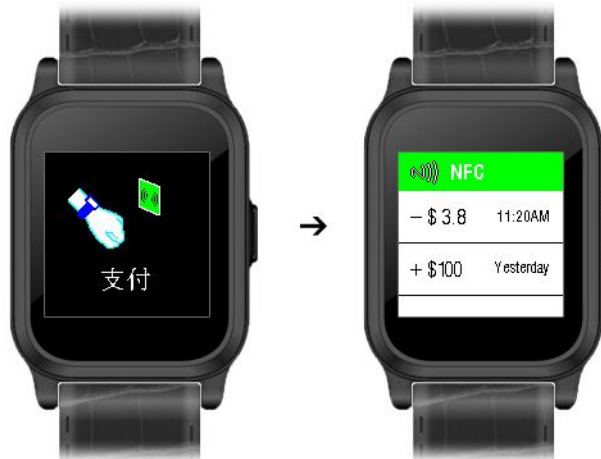 支付
NFC
– $ 3.8 11:20AM
+ $100 Yesterday